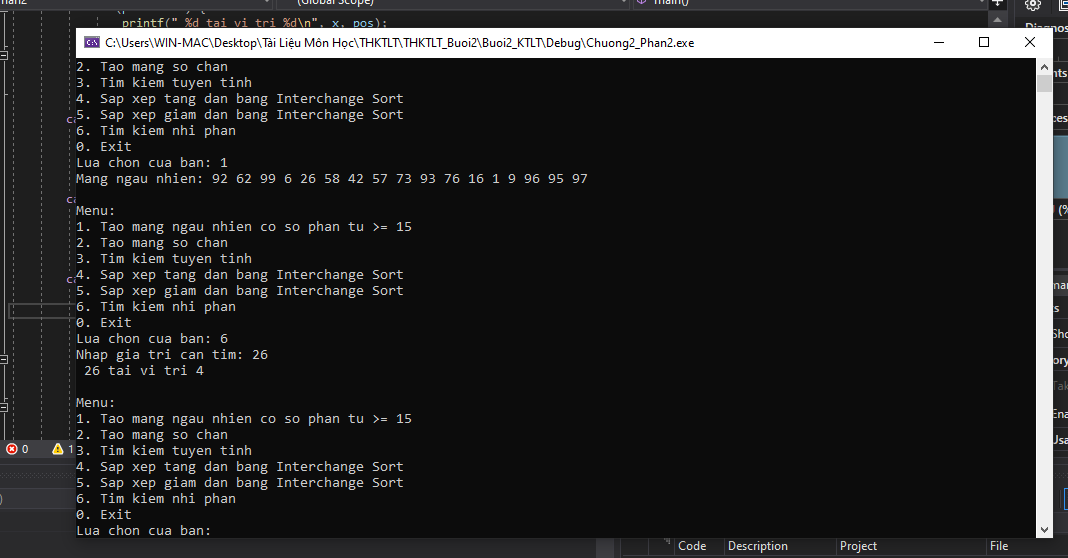 (Global Scope)
main()
printf(" %d tai vi tri %d\n", x, pos);
C:\Users\WIN-MAC\Desktop\Tài Liệu Môn Học\THKTLT\THKTLT_Buoi2\Buoi2_KTLT\Debug\Chuong2_Phan2.exe
2. Tao mang so chan
3. Tim kiem tuyen tinh
4. Sap xep tang dan bang Interchange Sort
5. Sap xep giam dan bang Interchange Sort
6. Tim kiem nhi phan
0. Exit
Lua chon cua ban: 1
Mang ngau nhien: 92 62 99 6 26 58 42 57 73 93 76 16 1 9 96 95 97
Menu:
1. Tao mang ngau nhien co so phan tu >= 15
2. Tao mang so chan
3. Tim kiem tuyen tinh
4. Sap xep tang dan bang Interchange Sort
5. Sap xep giam dan bang Interchange Sort
6. Tim kiem nhi phan
0. Exit
Lua chon cua ban: 6
Nhap gia tri can tim: 26
 26 tai vi tri 4
Menu:
1. Tao mang ngau nhien co so phan tu >= 15
2. Tao mang so chan
3. Tim kiem tuyen tinh
4. Sap xep tang dan bang Interchange Sort
5. Sap xep giam dan bang Interchange Sort
6. Tim kiem nhi phan
0. Exit
Lua chon cua ban:
0
1
Code Description Project File